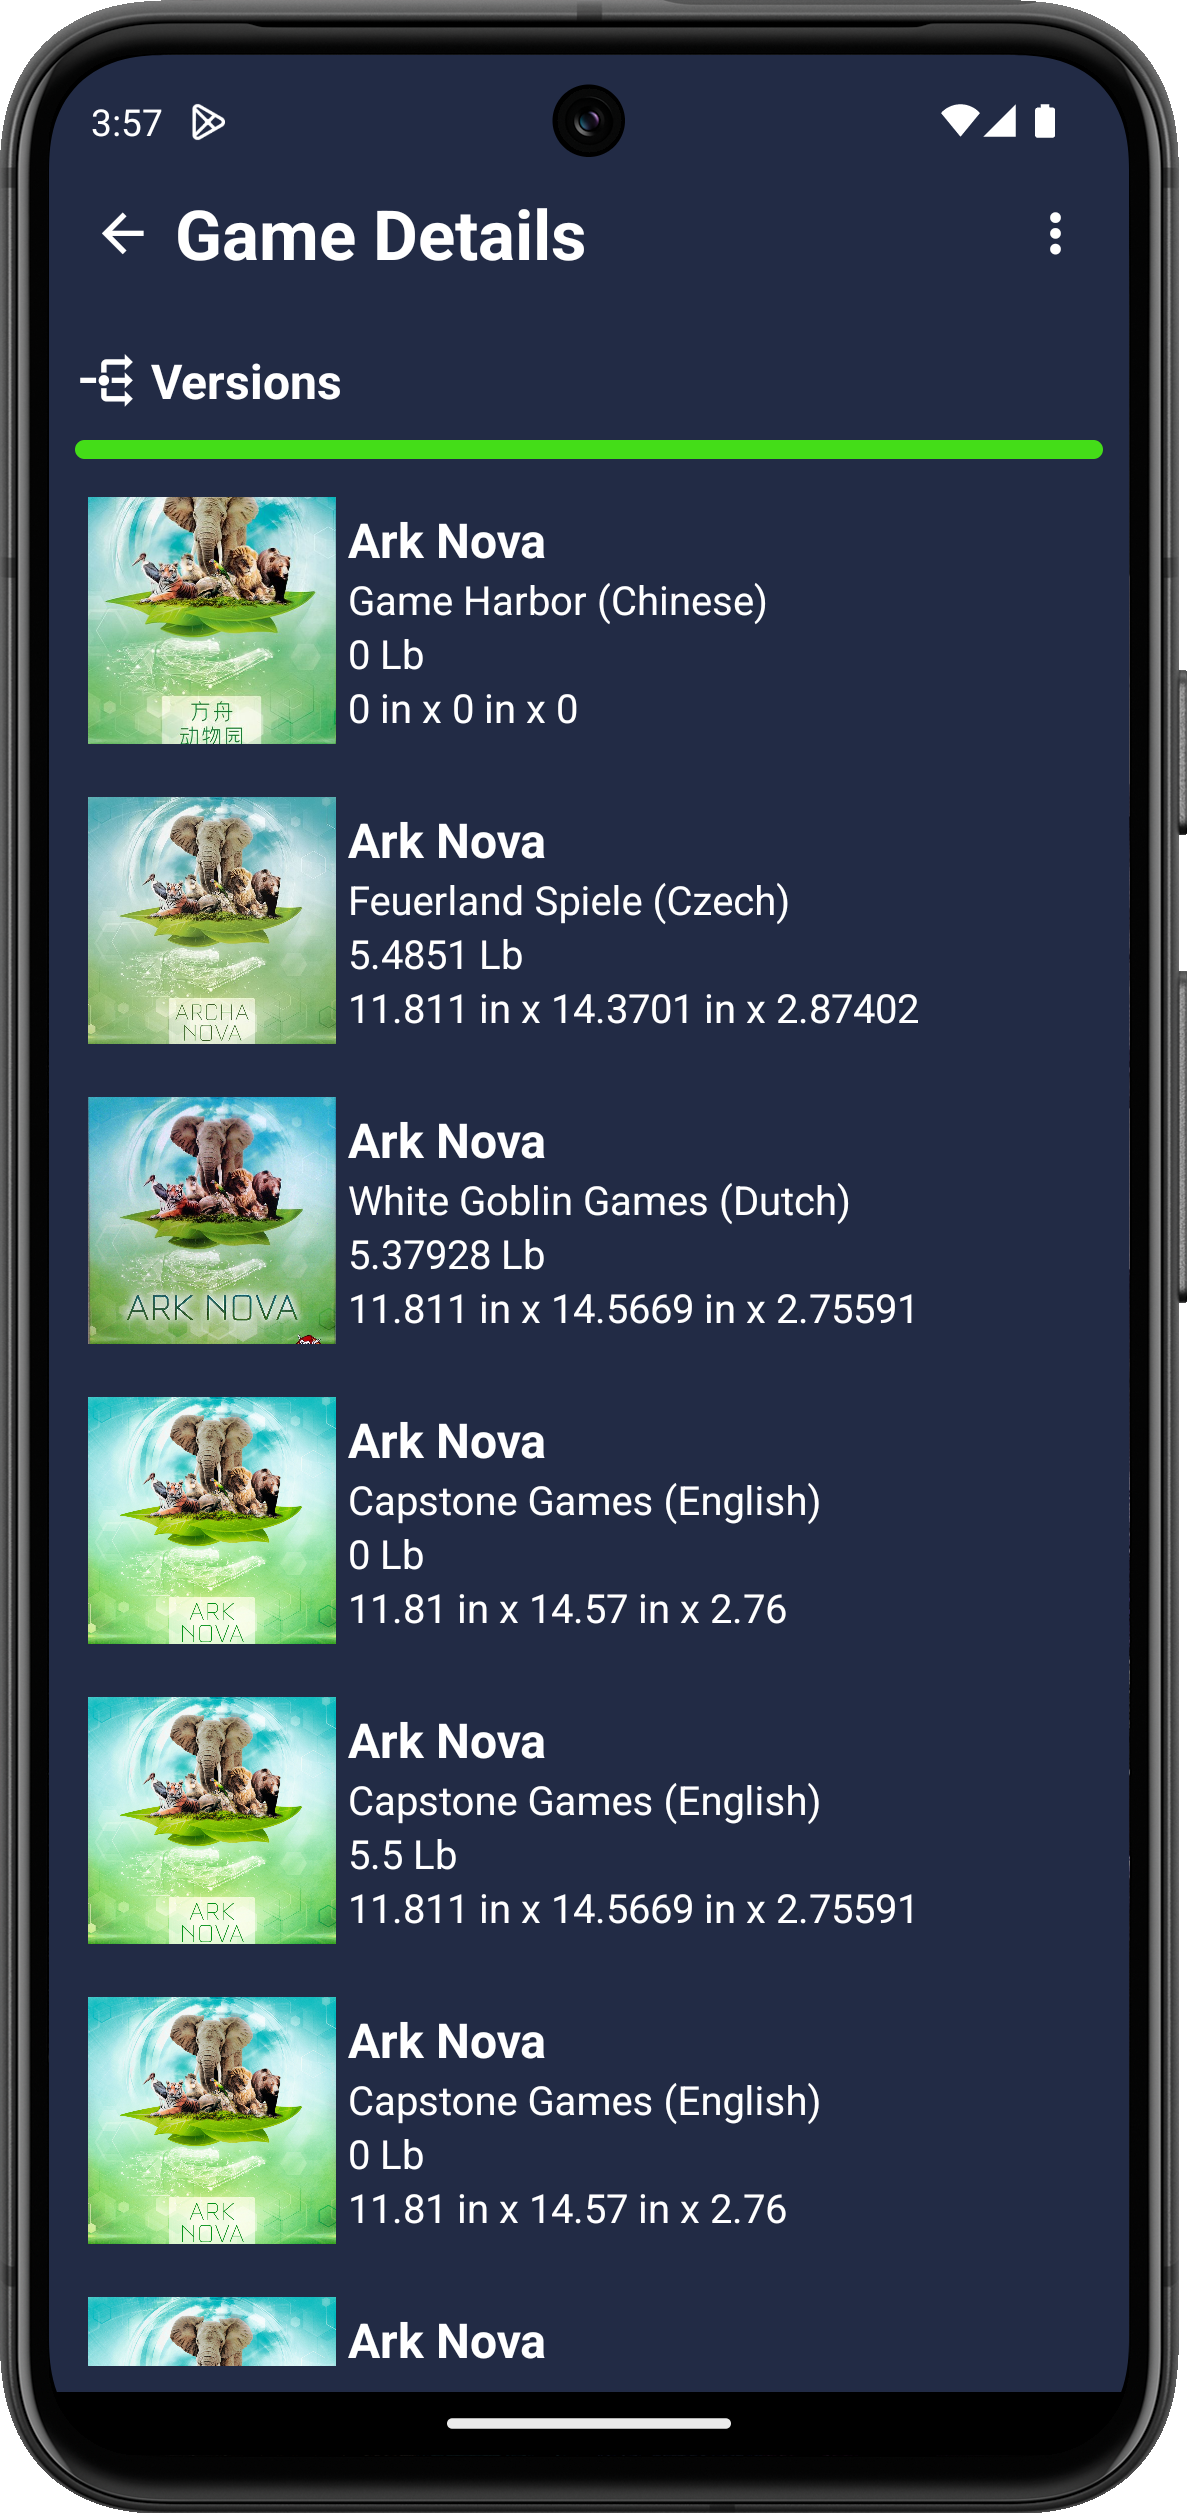 3:57
Game Details
Versions
方舟
动物园
Ark Nova
Game Harbor (Chinese)
0 Lb
0 in x 0 in x 0
ARCHA
NOVA
Ark Nova
Feuerland Spiele (Czech)
5.4851 Lb
11.811 in x 14.3701 in x 2.87402
ARK NOVA
Ark Nova
White Goblin Games (Dutch)
5.37928 Lb
11.811 in x 14.5669 in x 2.75591
ARK
NOVA
Ark Nova
Capstone Games (English)
0 Lb
11.81 in x 14.57 in x 2.76
ARK
NOVA
Ark Nova
Capstone Games (English)
5.5 Lb
11.811 in x 14.5669 in x 2.75591
ARK
NOVA
Ark Nova
Capstone Games (English)
0 Lb
11.81 in x 14.57 in x 2.76
Ark Nova